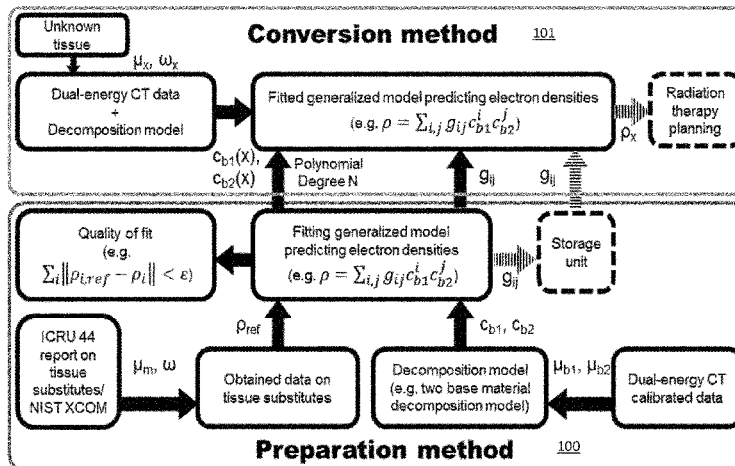 Unknown
tissue
Conversion method 101
μx, ωx
Dual-energy CT data
+
Decomposition model
Fitted generalized model predicting electron densities
(e.g. ρ = ∑i,j gij c^i_b1 c^j_b2)
ρx
Radiation
therapy
planning
cb1(x),
cb2(x)
Polynomial
Degree N
gij
gij
Quality of fit
(e.g.
∑i‖ρi,ref − ρi‖ < ε)
Fitting generalized model
predicting electron densities
(e.g. ρ = ∑i,j gij c^i_b1 c^j_b2)
gij
Storage
unit
ICRU 44
report on
tissue
substitutes/
NIST XCOM
μm, ω
ρref
Obtained data on
tissue substitutes
cb1, cb2
Decomposition model
(e.g. two base material
decomposition model)
μb1, μb2
Dual-energy CT
calibrated data
Preparation method 100